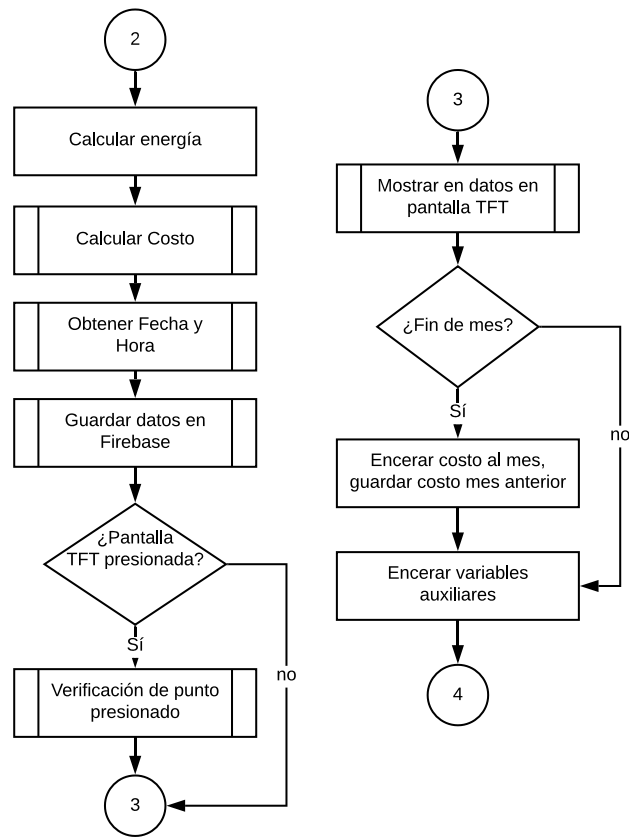 2
Calcular energía
Calcular Costo
Obtener Fecha y
Hora
Guardar datos en
Firebase
¿Pantalla
TFT presionada?
Sí
no
Verificación de punto
presionado
3
3
Mostrar en datos en
pantalla TFT
¿Fin de mes?
Sí
no
Encerar costo al mes,
guardar costo mes anterior
Encerar variables
auxiliares
4